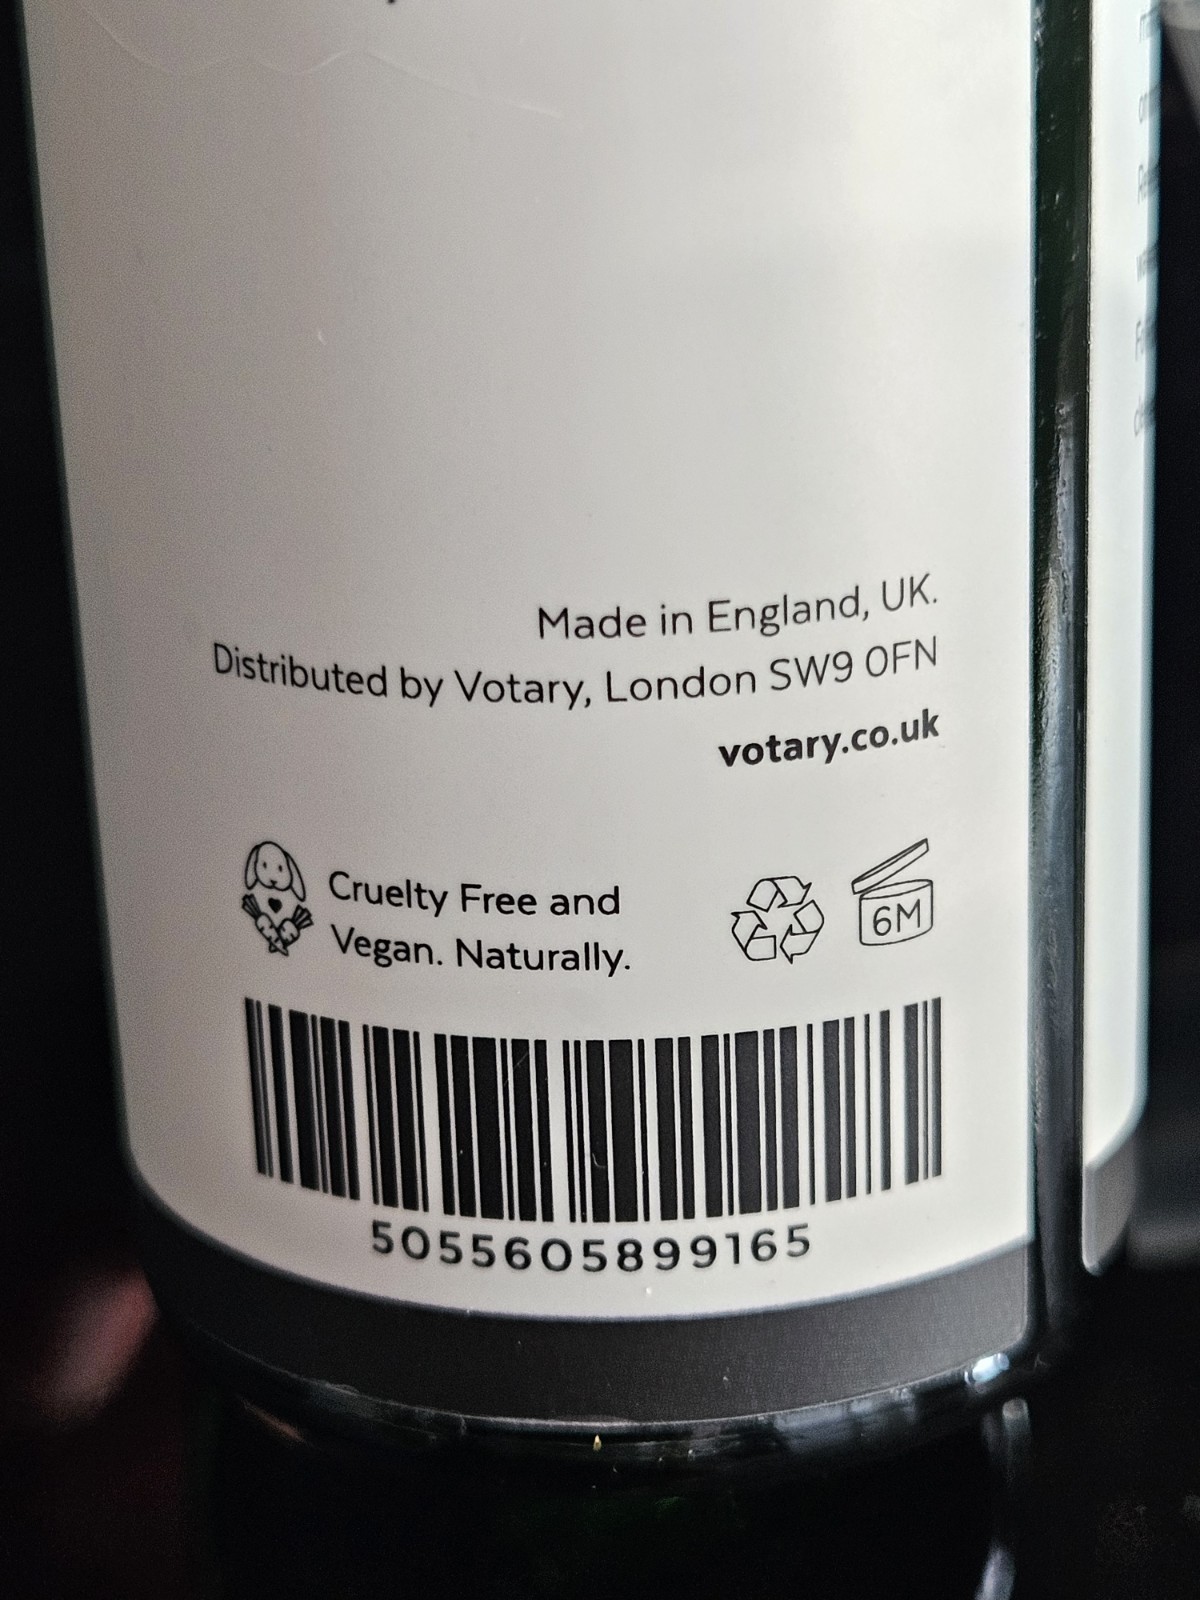 Made in England, UK.
Distributed by Votary, London SW9 0FN
votary.co.uk
Cruelty Free and
Vegan. Naturally.
6M
5055605899165